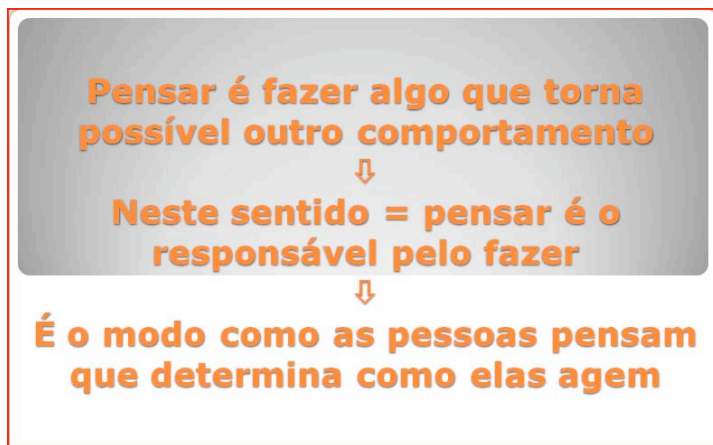 Pensar é fazer algo que torna
possível outro comportamento
⇩
Neste sentido = pensar é o
responsável pelo fazer
⇩
É o modo como as pessoas pensam
que determina como elas agem